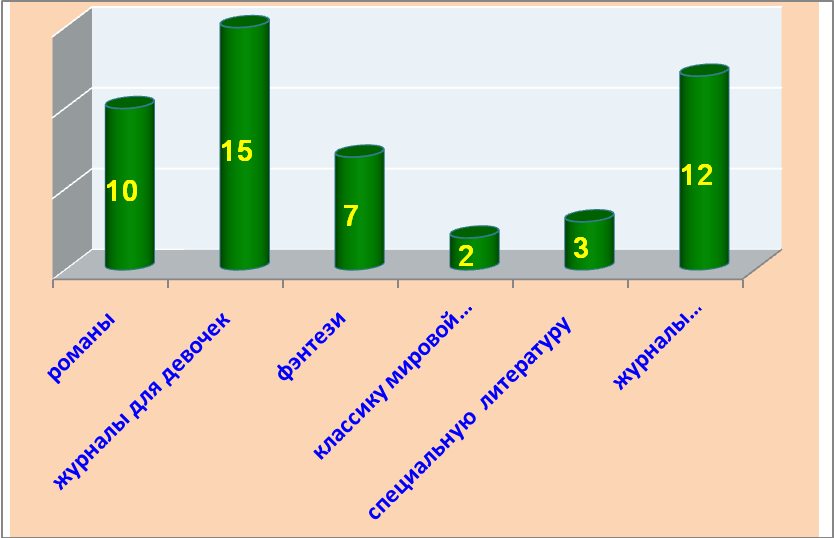 10
15
7
2
3
12
романы
журналы для девочек
фэнтези
классику мировой...
специальную литературу
журналы...